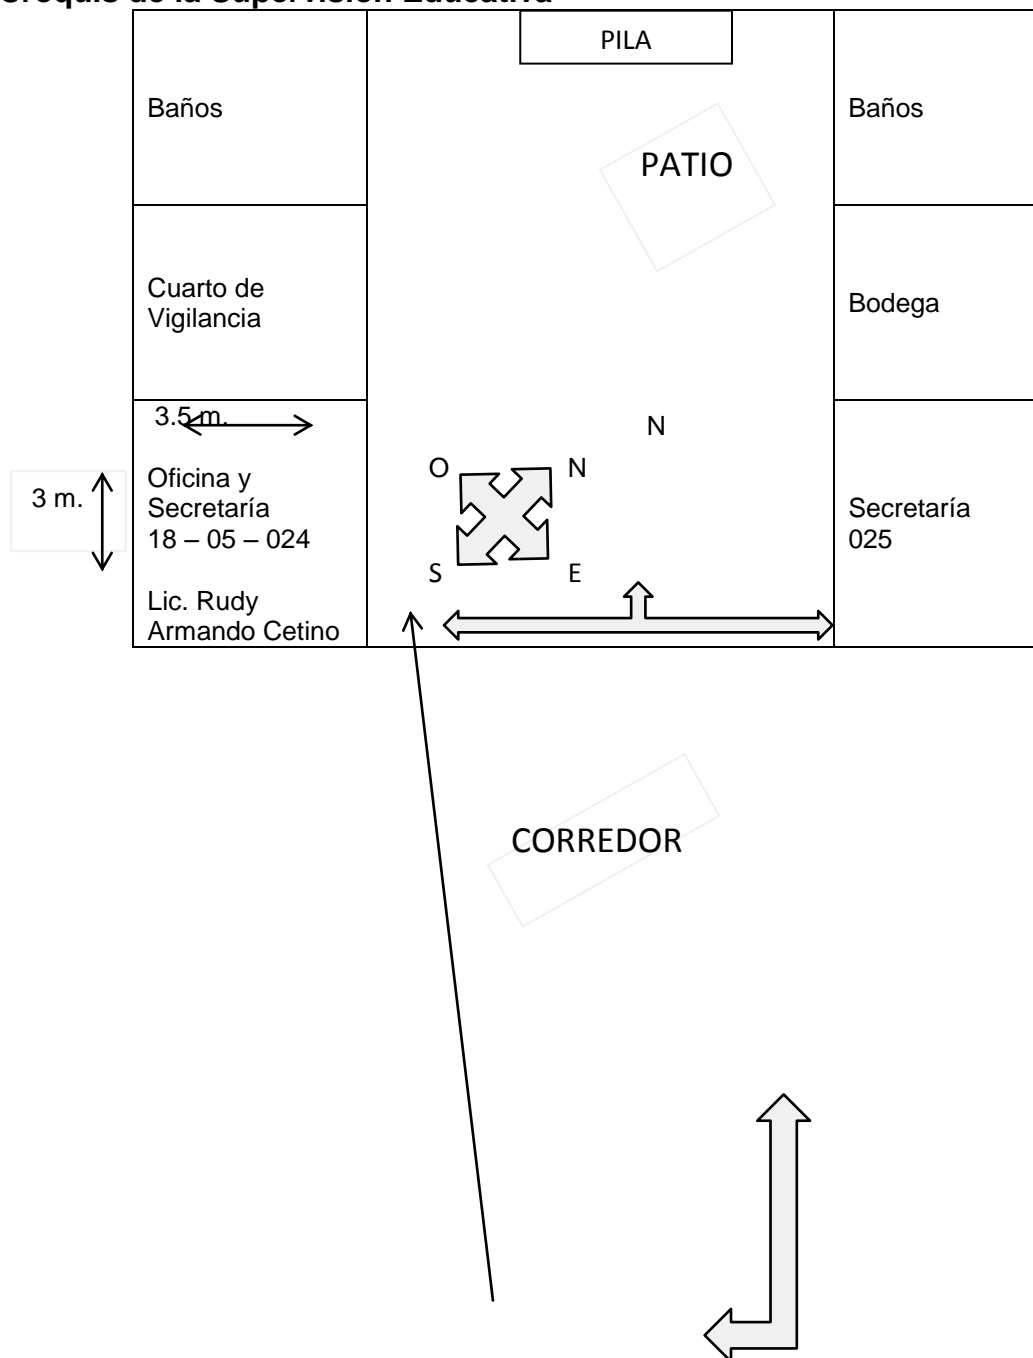 Croquis de la Supervisión Educativa
PILA
Baños
PATIO
Baños
Cuarto de
Vigilancia
Bodega
3.5 m.
N
3 m.
Oficina y
Secretaría
18 – 05 – 024
Lic. Rudy
Armando Cetino
O
N
S
E
Secretaría
025
CORREDOR